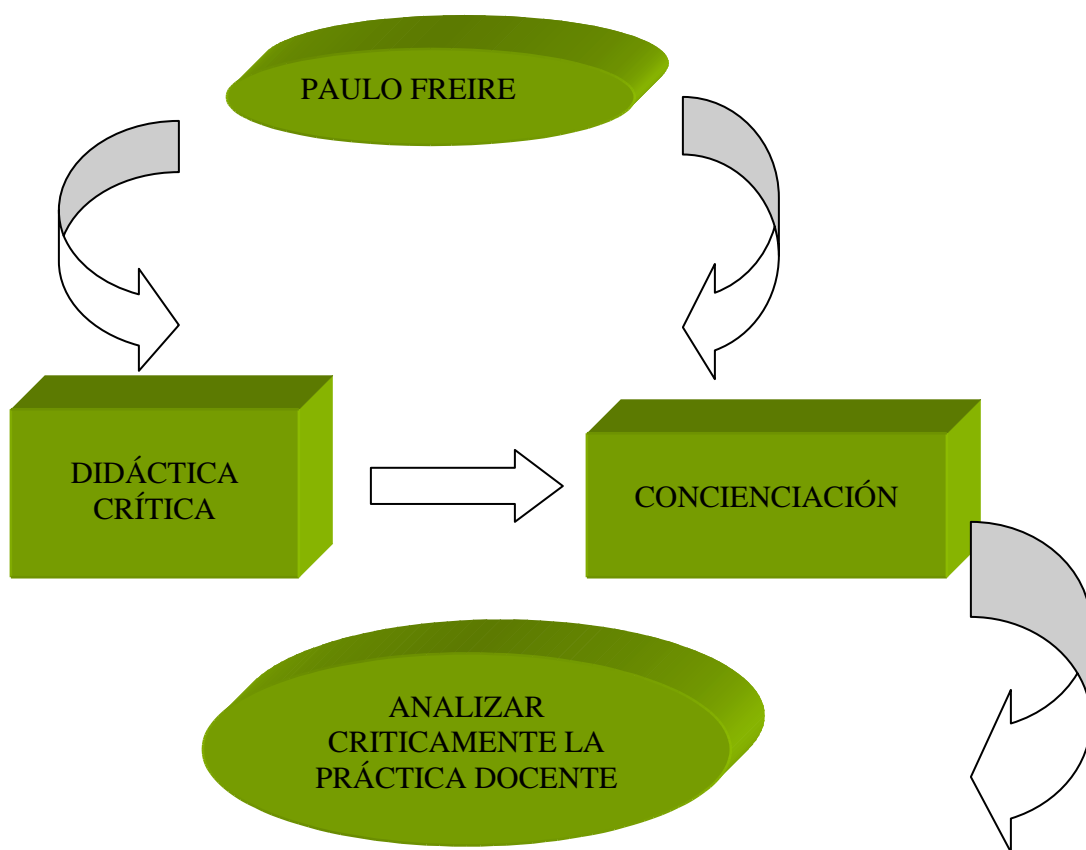 PAULO FREIRE
DIDÁCTICA
CRÍTICA
CONCIENCIACIÓN
ANALIZAR
CRITICAMENTE LA
PRÁCTICA DOCENTE